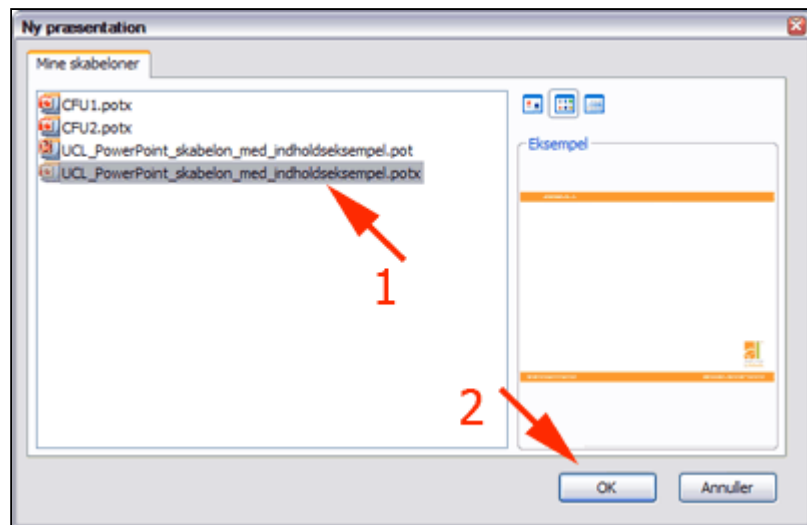 Ny præsentation
Mine skabeloner
CFU1.potx
CFU2.potx
UCL_PowerPoint_skabelon_med_indholdseksempel.pot
UCL_PowerPoint_skabelon_med_indholdseksempel.potx
Eksempel
1
2
OK
Annuller